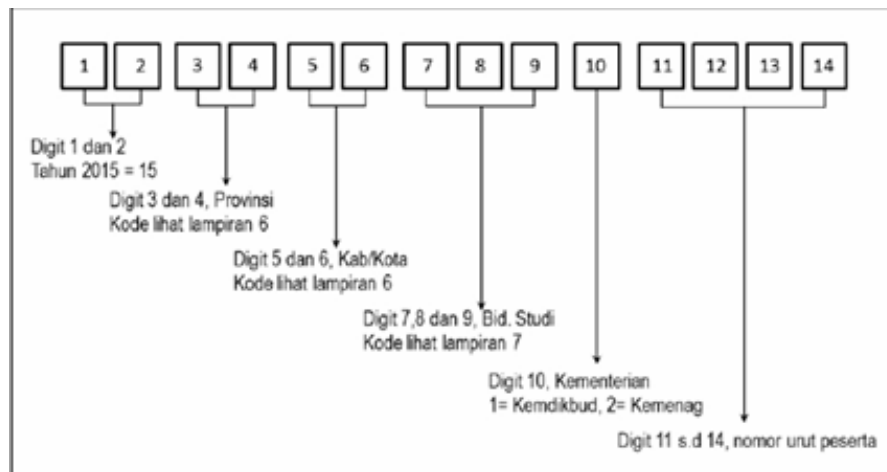 1 2 3 4 5 6 7 8 9 10 11 12 13 14
Digit 1 dan 2
Tahun 2015 = 15
Digit 3 dan 4, Provinsi
Kode lihat lampiran 6
Digit 5 dan 6, Kab/Kota
Kode lihat lampiran 6
Digit 7,8 dan 9, Bid. Studi
Kode lihat lampiran 7
Digit 10, Kementerian
1= Kemdikbud, 2= Kemenag
Digit 11 s.d 14, nomor urut peserta